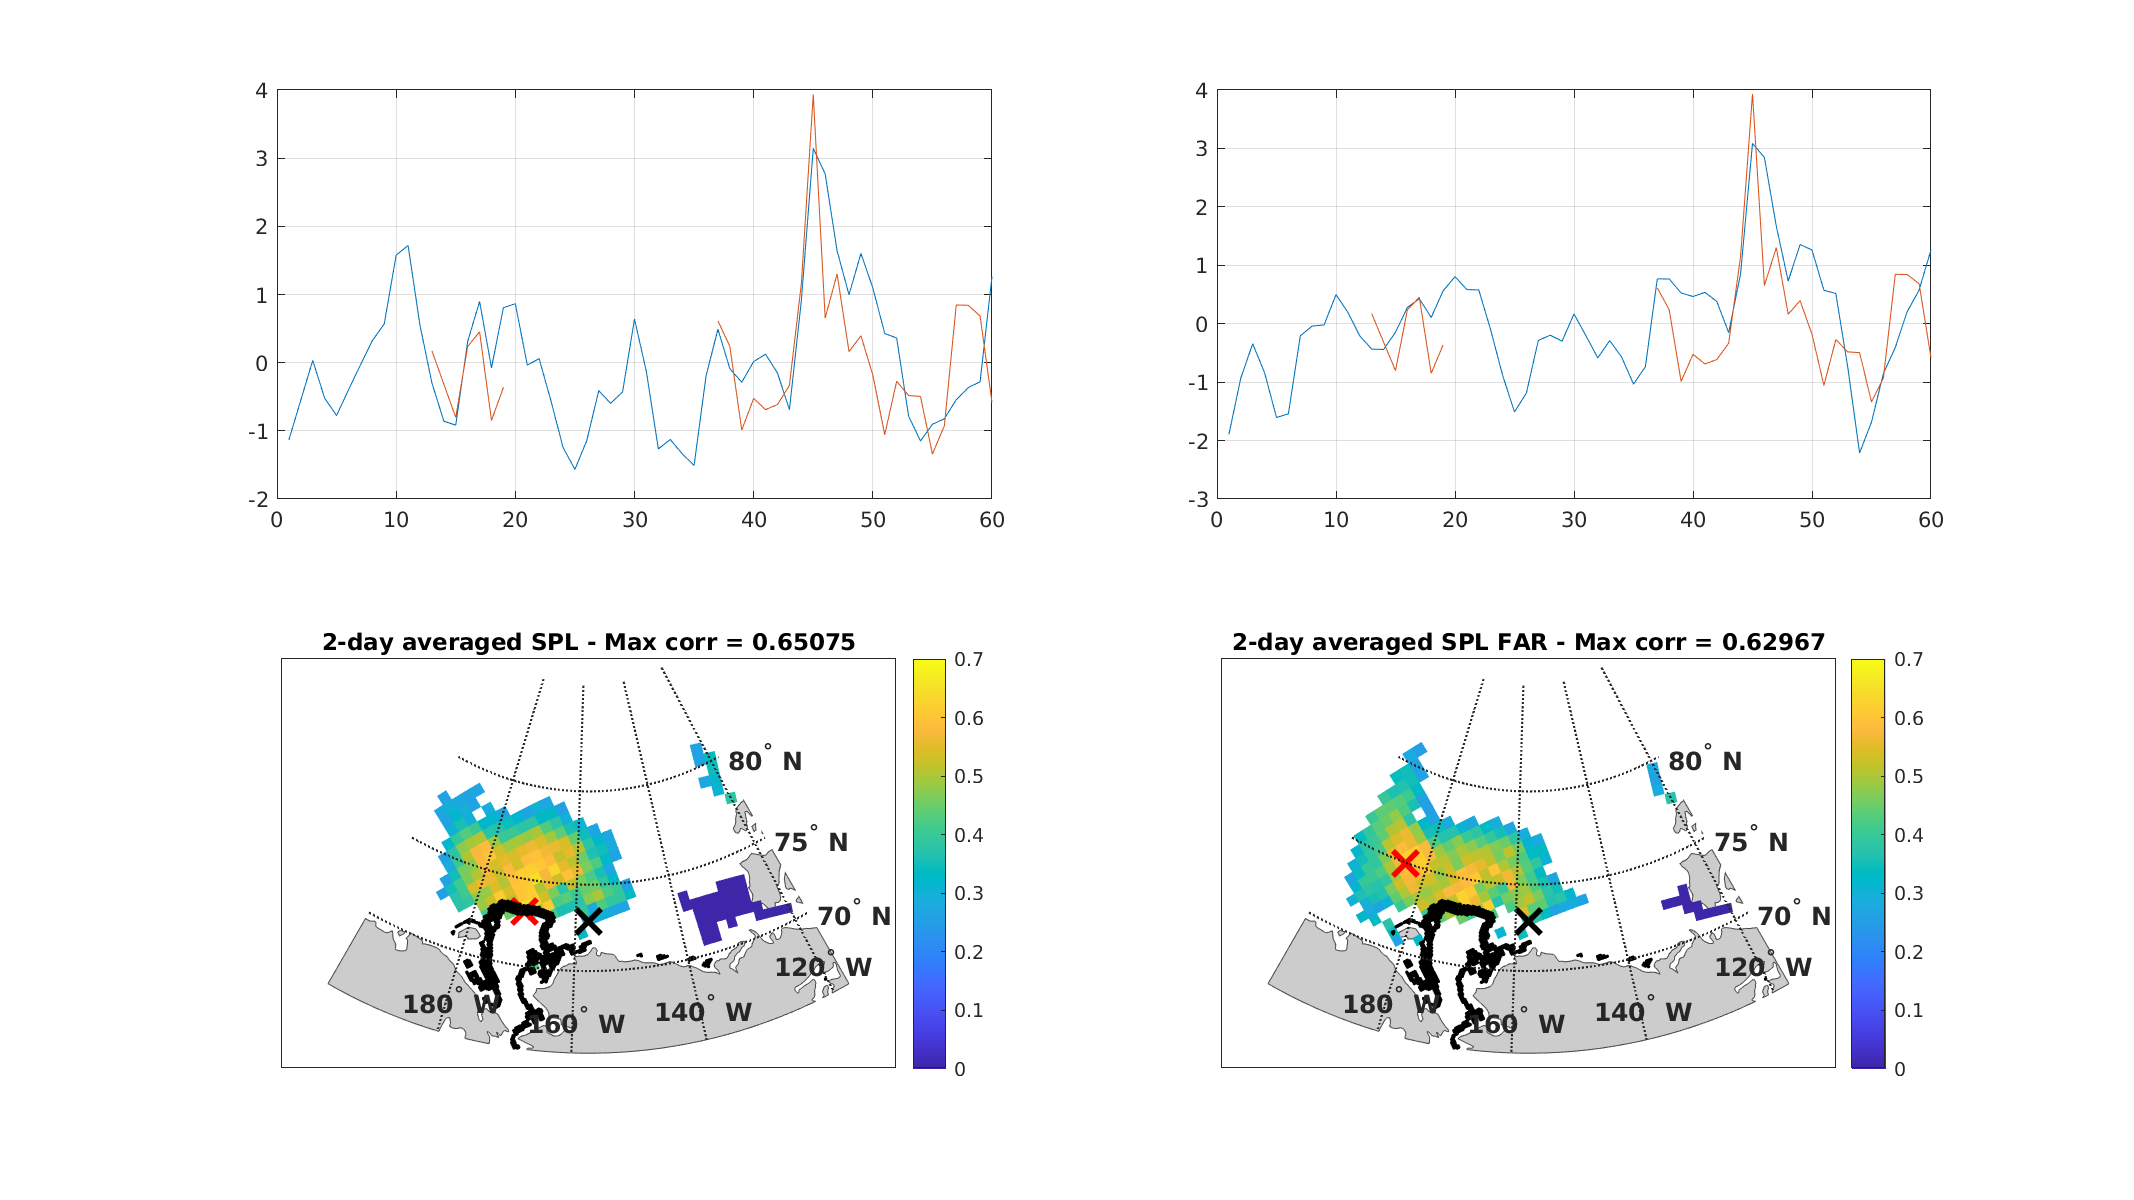 4
3
2
1
0
-1
-2
0 10 20 30 40 50 60
4
3
2
1
0
-1
-2
-3
0 10 20 30 40 50 60
2-day averaged SPL - Max corr = 0.65075
80° N
75° N
70° N
120° W
140° W
160° W
180° W
0.7
0.6
0.5
0.4
0.3
0.2
0.1
0
2-day averaged SPL FAR - Max corr = 0.62967
80° N
75° N
70° N
120° W
140° W
160° W
180° W
0.7
0.6
0.5
0.4
0.3
0.2
0.1
0